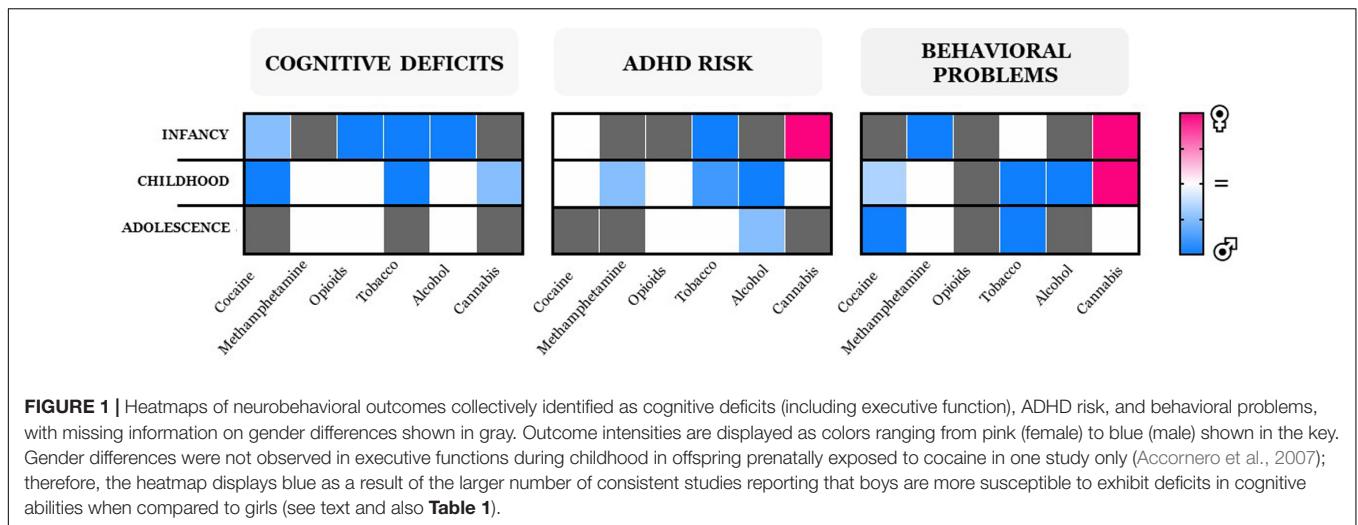 COGNITIVE DEFICITS
ADHD RISK
BEHAVIORAL
PROBLEMS
INFANCY
CHILDHOOD
ADOLESCENCE
=
Cocaine
Methamphetamine
Opioids
Tobacco
Alcohol
Cannabis
Cocaine
Methamphetamine
Opioids
Tobacco
Alcohol
Cannabis
Cocaine
Methamphetamine
Opioids
Tobacco
Alcohol
Cannabis
FIGURE 1 | Heatmaps of neurobehavioral outcomes collectively identified as cognitive deficits (including executive function), ADHD risk, and behavioral problems,
with missing information on gender differences shown in gray. Outcome intensities are displayed as colors ranging from pink (female) to blue (male) shown in the key.
Gender differences were not observed in executive functions during childhood in offspring prenatally exposed to cocaine in one study only (Accornero et al., 2007);
therefore, the heatmap displays blue as a result of the larger number of consistent studies reporting that boys are more susceptible to exhibit deficits in cognitive
abilities when compared to girls (see text and also Table 1).